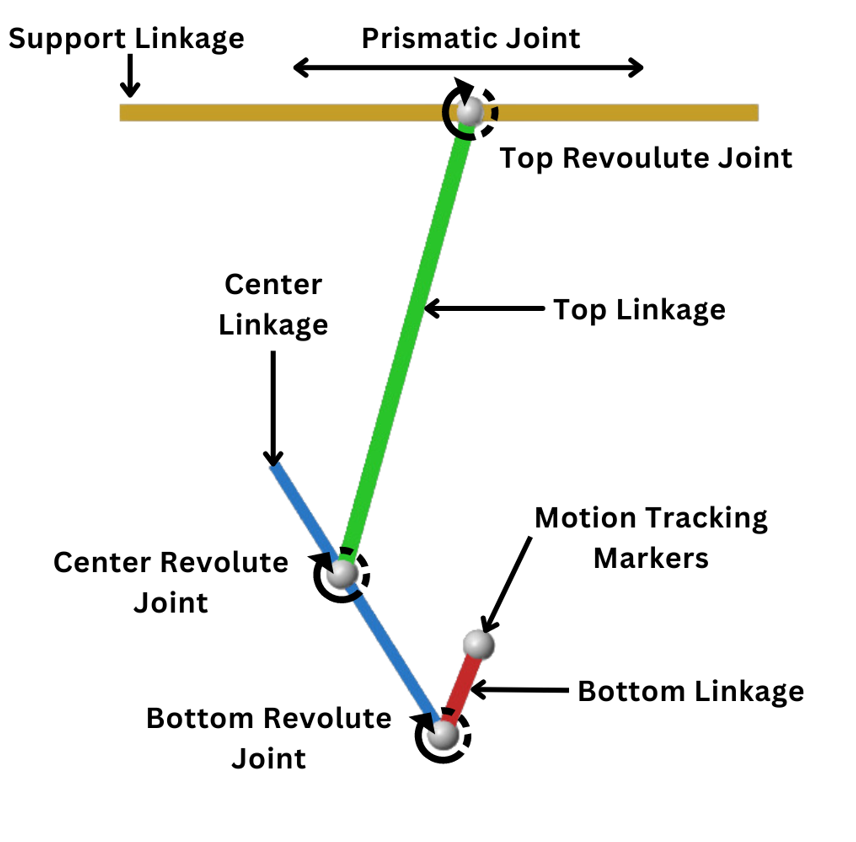 Support Linkage
Prismatic Joint
Top Revoulute Joint
Center
Linkage
Top Linkage
Motion Tracking
Markers
Center Revolute
Joint
Bottom Linkage
Bottom Revolute
Joint